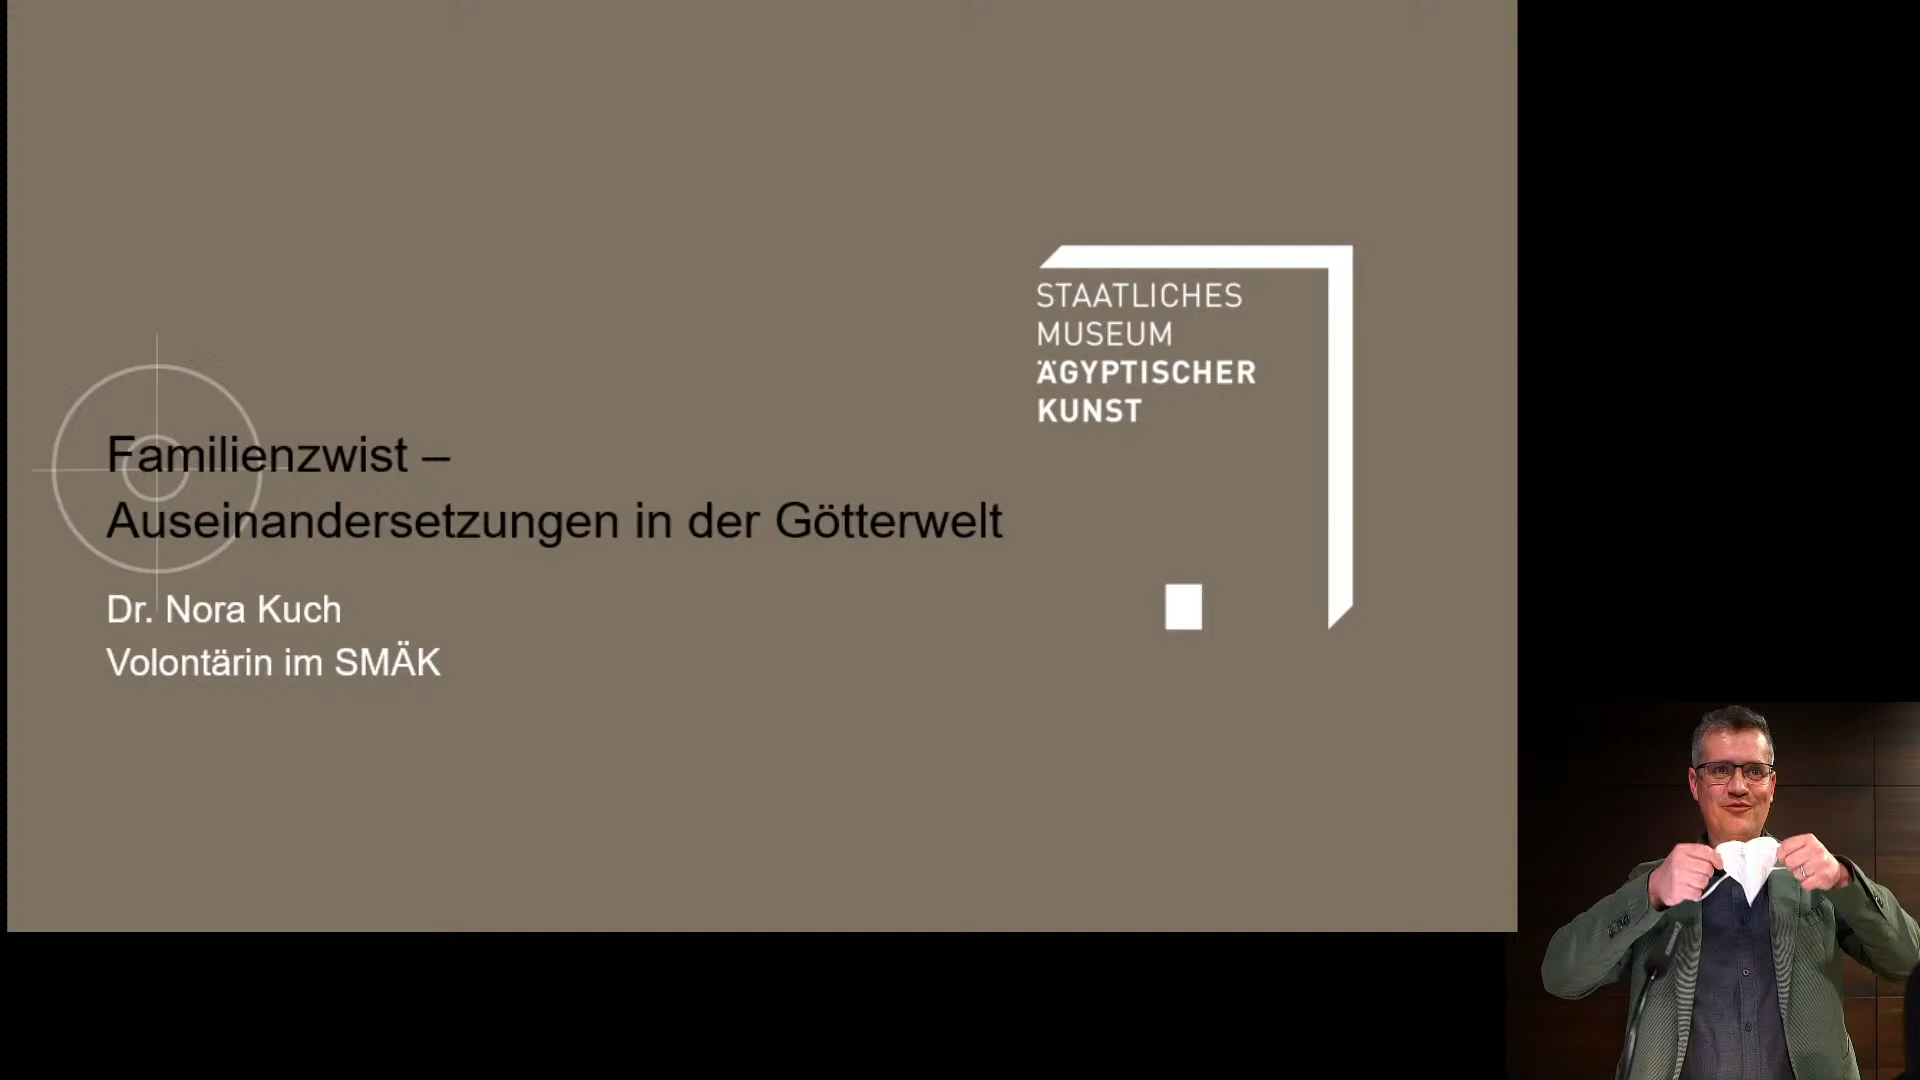 STAATLICHES
MUSEUM
ÄGYPTISCHER
KUNST
Familienzwist –
Auseinandersetzungen in der Götterwelt
Dr. Nora Kuch
Volontärin im SMÄK